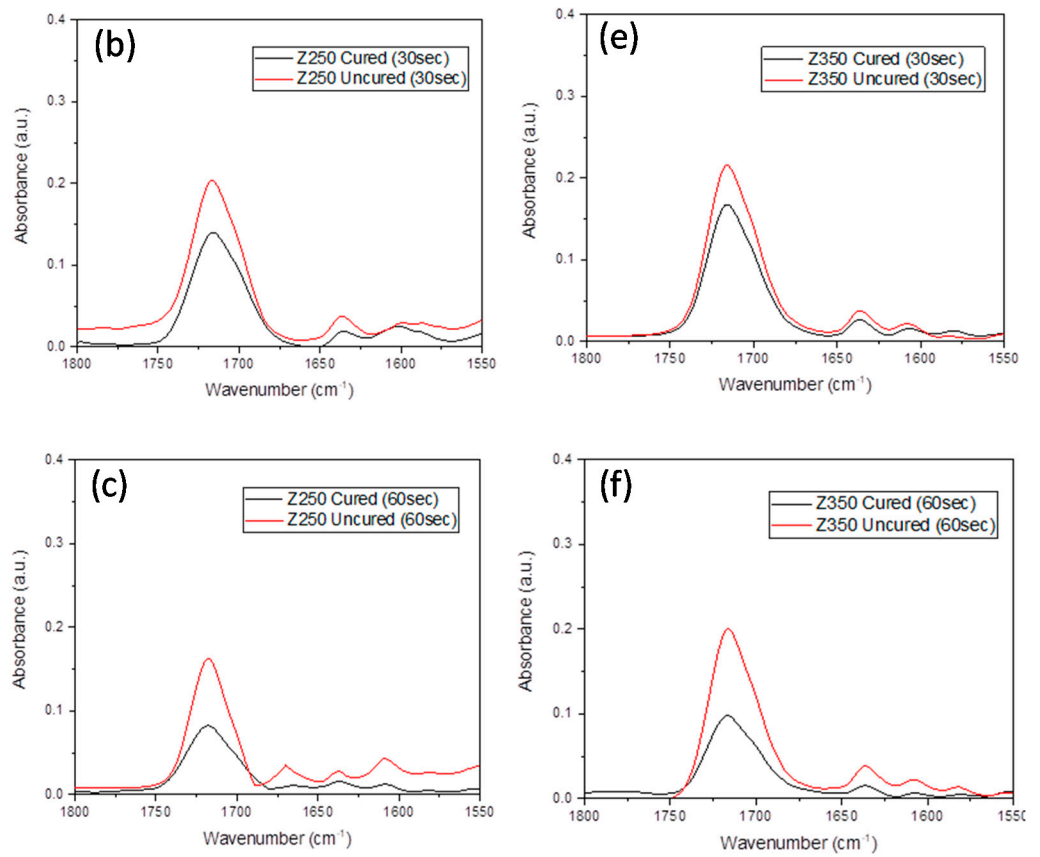 (b)
0.4
0.3
0.2
0.1
0.0
Absorbance (a.u.)
Z250 Cured (30sec)
Z250 Uncured (30sec)
1800 1750 1700 1650 1600 1550
Wavenumber (cm⁻¹)
(e)
0.4
0.3
0.2
0.1
0.0
Absorbance (a.u.)
Z350 Cured (30sec)
Z350 Uncured (30sec)
1800 1750 1700 1650 1600 1550
Wavenumber (cm⁻¹)
(c)
0.4
0.3
0.2
0.1
0.0
Absorbance (a.u.)
Z250 Cured (60sec)
Z250 Uncured (60sec)
1800 1750 1700 1650 1600 1550
Wavenumber (cm⁻¹)
(f)
0.4
0.3
0.2
0.1
0.0
Absorbance (a.u.)
Z350 Cured (60sec)
Z350 Uncured (60sec)
1800 1750 1700 1650 1600 1550
Wavenumber (cm⁻¹)